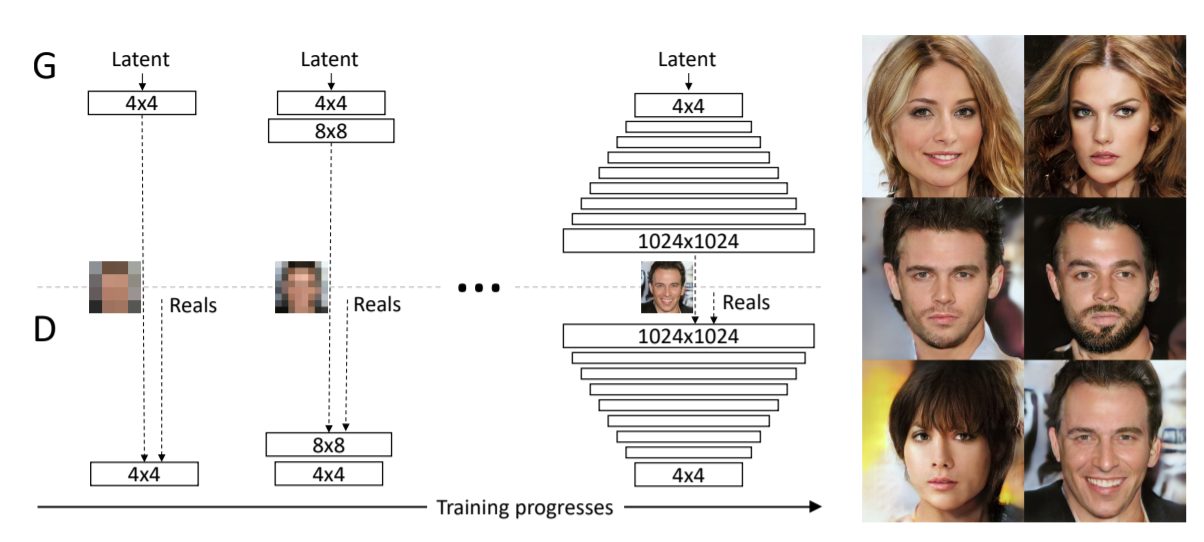 G
Latent
4x4
Latent
4x4
8x8
Latent
4x4
1024x1024
Reals
Reals
Reals
D
4x4
8x8
4x4
1024x1024
4x4
Training progresses